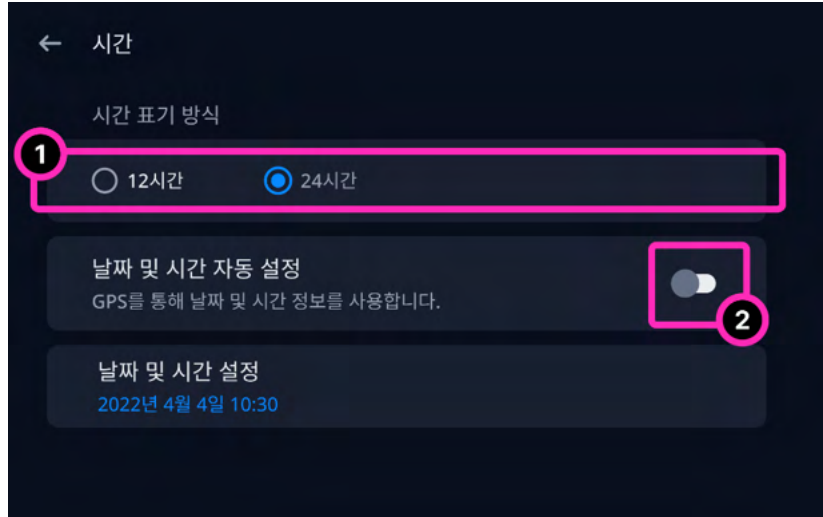 시간
시간 표기 방식
1
12시간 24시간
날짜 및 시간 자동 설정
GPS를 통해 날짜 및 시간 정보를 사용합니다.
2
날짜 및 시간 설정
2022년 4월 4일 10:30